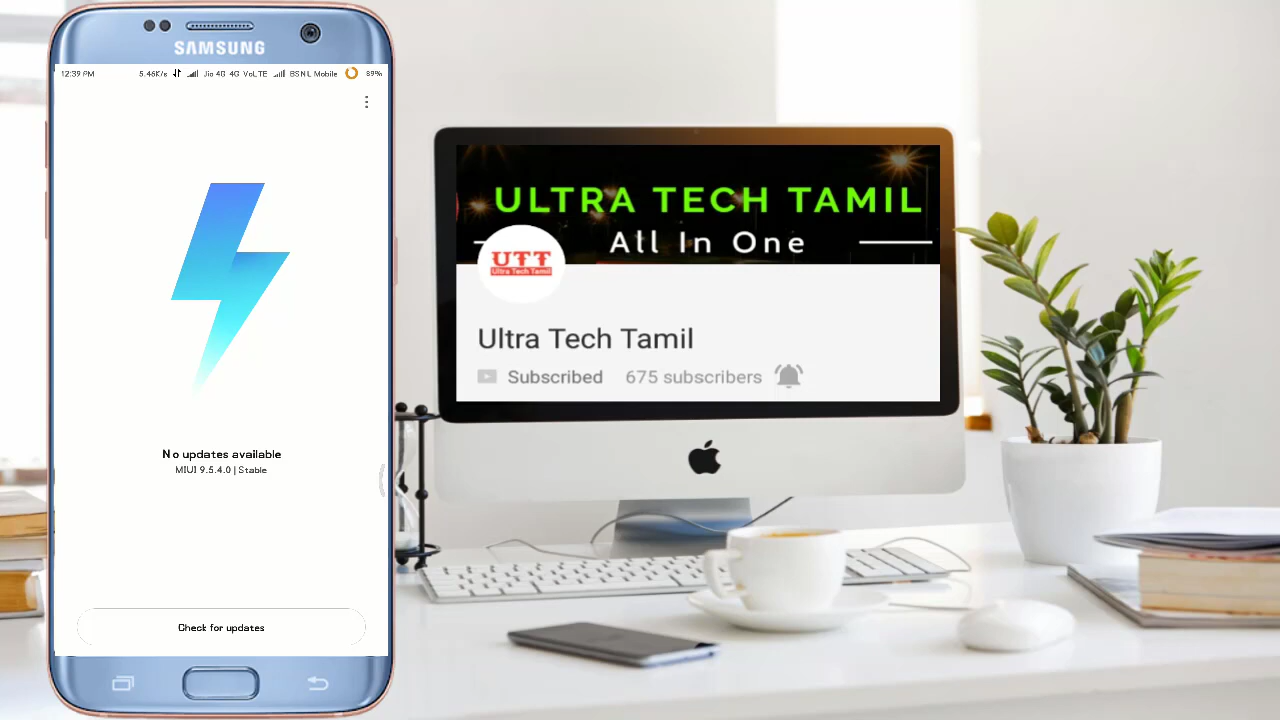 SAMSUNG
12:39 PM 5.46K/s Jio 4G 4G VoLTE BSNL Mobile 89%
No updates available
MIUI 9.5.4.0 | Stable
Check for updates
ULTRA TECH TAMIL
All In One
UTT
Ultra Tech Tamil
Ultra Tech Tamil
Subscribed 675 subscribers